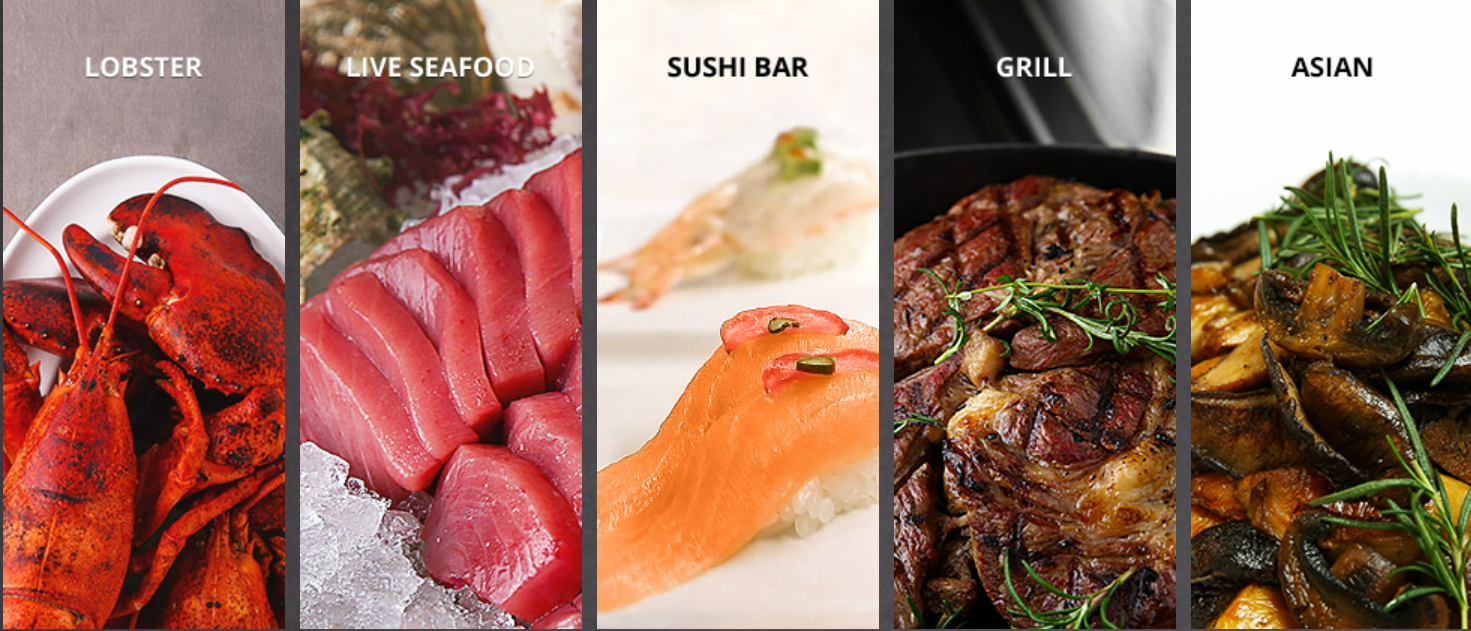 LOBSTER
LIVE SEAFOOD
SUSHI BAR
GRILL
ASIAN